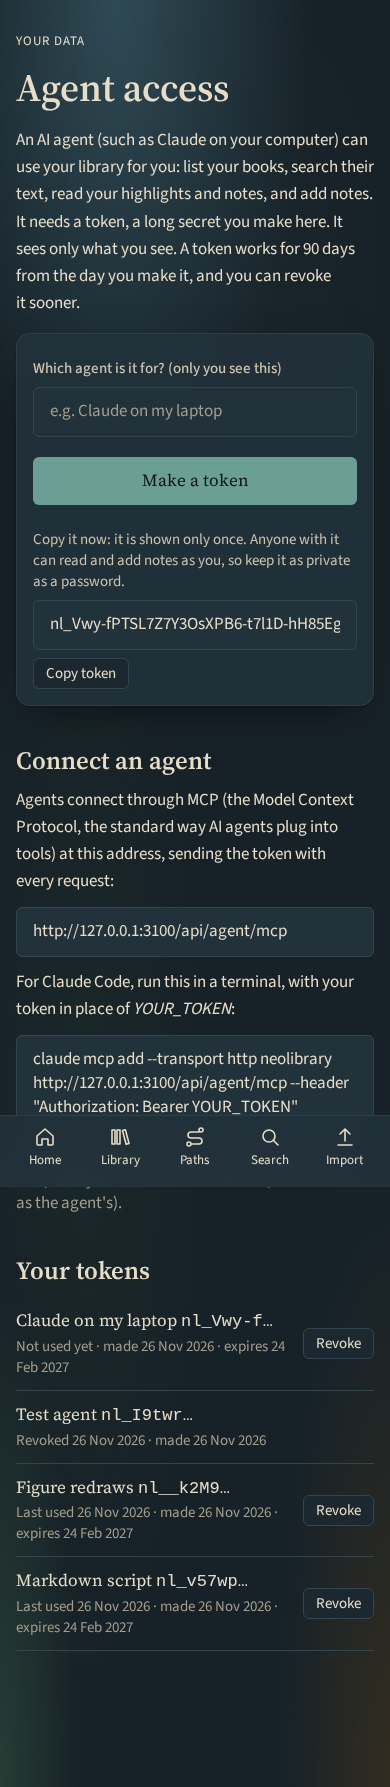 YOUR DATA
Agent access
An AI agent (such as Claude on your computer) can
use your library for you: list your books, search their
text, read your highlights and notes, and add notes.
It needs a token, a long secret you make here. It
sees only what you see. A token works for 90 days
from the day you make it, and you can revoke
it sooner.
Which agent is it for? (only you see this)
e.g. Claude on my laptop
Make a token
Copy it now: it is shown only once. Anyone with it
can read and add notes as you, so keep it as private
as a password.
nl_Vwy-fPTSL7Z7Y3OsXPB6-t7l1D-hH85Eg
Copy token
Connect an agent
Agents connect through MCP (the Model Context
Protocol, the standard way AI agents plug into
tools) at this address, sending the token with
every request:
http://127.0.0.1:3100/api/agent/mcp
For Claude Code, run this in a terminal, with your
token in place of YOUR_TOKEN:
claude mcp add --transport http neolibrary
http://127.0.0.1:3100/api/agent/mcp --header
"Authorization: Bearer YOUR_TOKEN"
Home Library Paths Search Import
as the agent's).
Your tokens
Claude on my laptop nl_Vwy-f…
Not used yet · made 26 Nov 2026 · expires 24
Feb 2027
Revoke
Test agent nl_I9twr…
Revoked 26 Nov 2026 · made 26 Nov 2026
Figure redraws nl__k2M9…
Last used 26 Nov 2026 · made 26 Nov 2026 ·
expires 24 Feb 2027
Revoke
Markdown script nl_v57wp…
Last used 26 Nov 2026 · made 26 Nov 2026 ·
expires 24 Feb 2027
Revoke